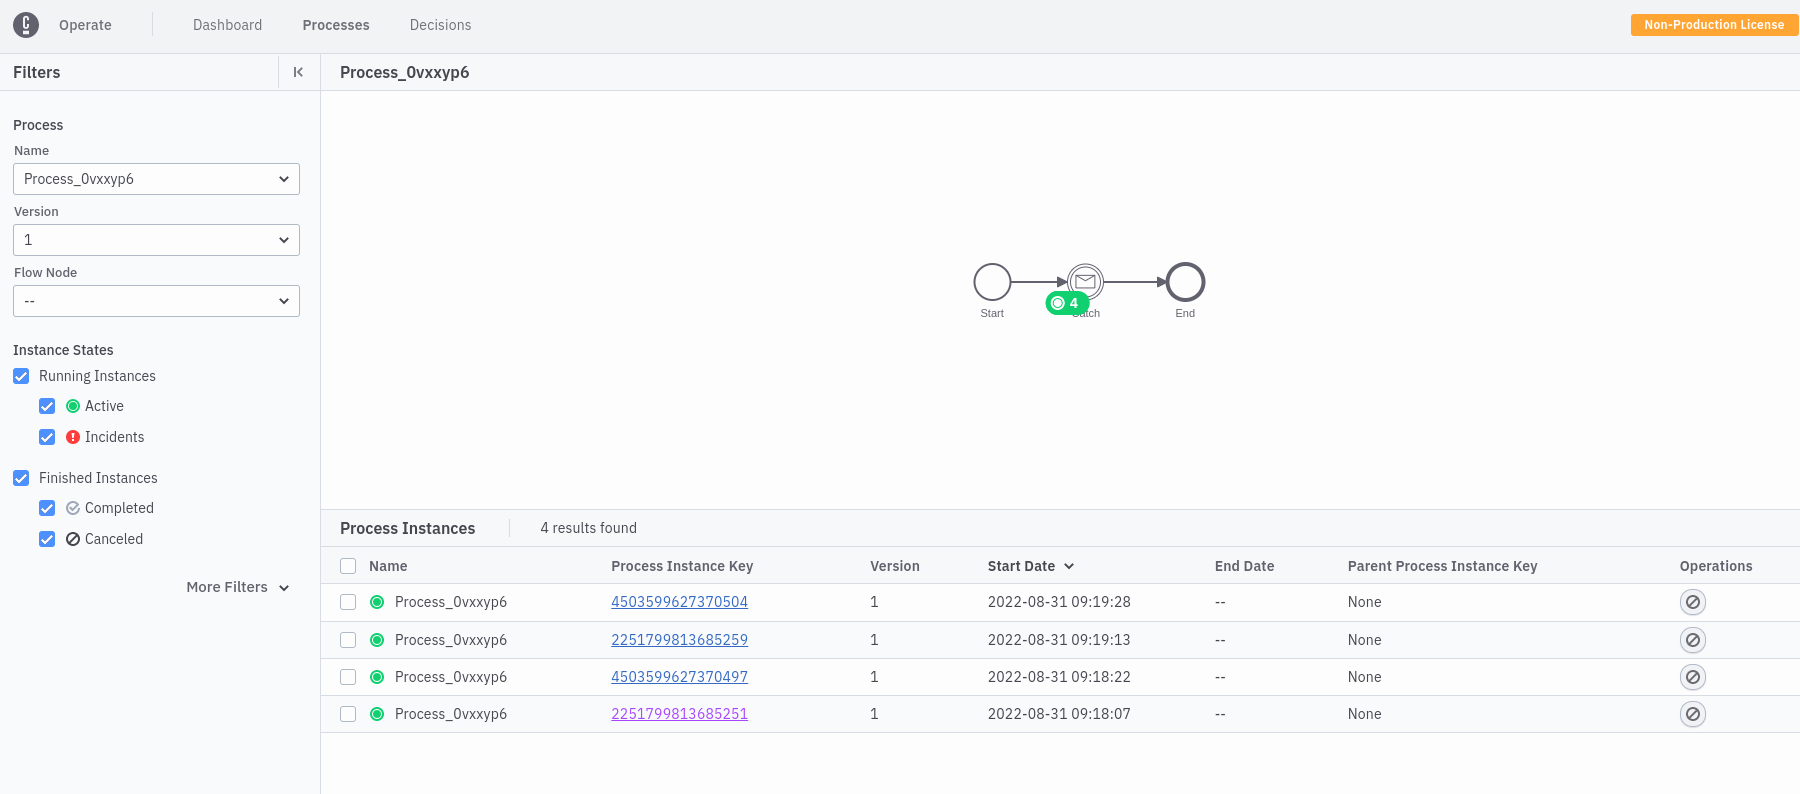 Operate Dashboard Processes Decisions Non-Production License
Filters
Process_0vxxyp6
Process
Name
Process_0vxxyp6
Version
1
Flow Node
--
Instance States
Running Instances
Active
Incidents
Finished Instances
Completed
Canceled
More Filters
4
Start
End
Process Instances 4 results found
Name Process Instance Key Version Start Date End Date Parent Process Instance Key Operations
Process_0vxxyp6 4503599627370504 1 2022-08-31 09:19:28 -- None
Process_0vxxyp6 2251799813685259 1 2022-08-31 09:19:13 -- None
Process_0vxxyp6 4503599627370497 1 2022-08-31 09:18:22 -- None
Process_0vxxyp6 2251799813685251 1 2022-08-31 09:18:07 -- None